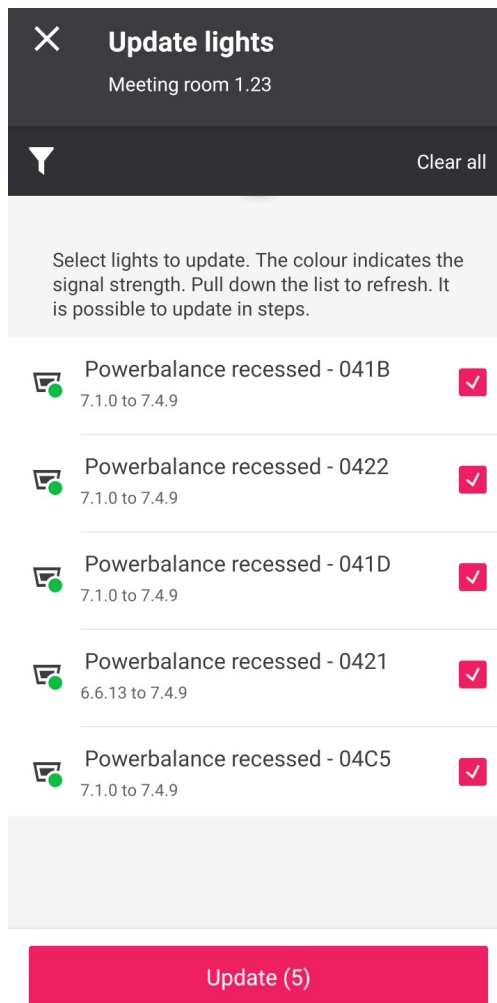 Update lights
Meeting room 1.23
Clear all
Select lights to update. The colour indicates the
signal strength. Pull down the list to refresh. It
is possible to update in steps.
Powerbalance recessed - 041B
7.1.0 to 7.4.9
Powerbalance recessed - 0422
7.1.0 to 7.4.9
Powerbalance recessed - 041D
7.1.0 to 7.4.9
Powerbalance recessed - 0421
6.6.13 to 7.4.9
Powerbalance recessed - 04C5
7.1.0 to 7.4.9
Update (5)